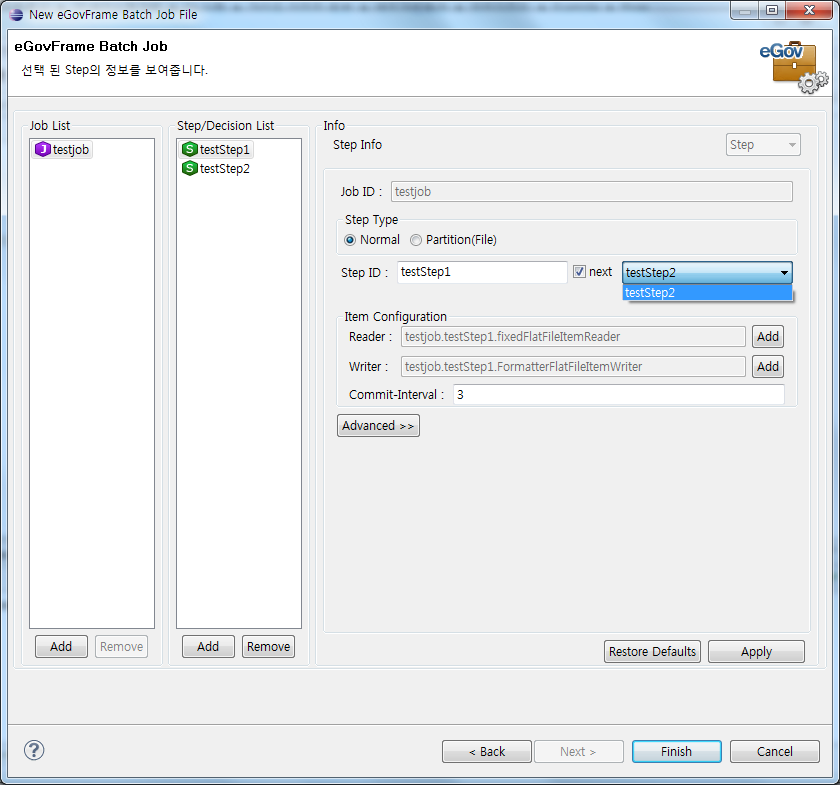 New eGovFrame Batch Job File
eGovFrame Batch Job
선택 된 Step의 정보를 보여줍니다.
eGov
Job List
testjob
Add
Remove
Step/Decision List
testStep1
testStep2
Add
Remove
Info
Step Info
Step
Job ID :
testjob
Step Type
Normal
Partition(File)
Step ID :
testStep1
next
testStep2
testStep2
Item Configuration
Reader :
testjob.testStep1.fixedFlatFileItemReader
Add
Writer :
testjob.testStep1.FormatterFlatFileItemWriter
Add
Commit-Interval :
3
Advanced >>
Restore Defaults
Apply
?
< Back
Next >
Finish
Cancel